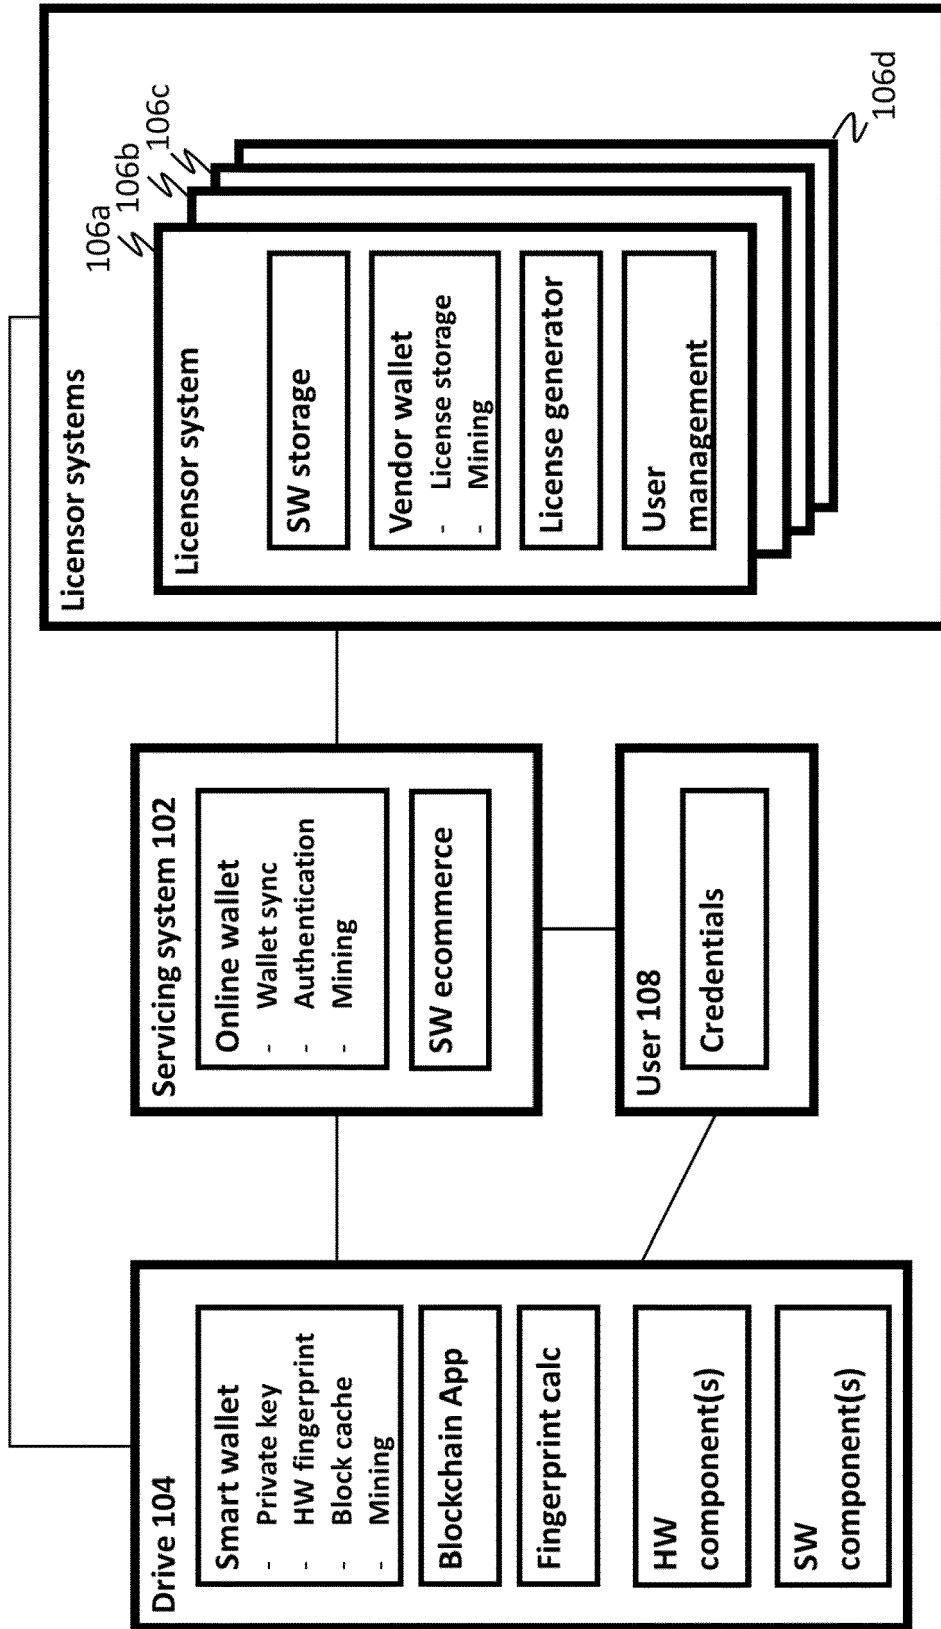 Drive 104
Smart wallet
- Private key
- HW fingerprint
- Block cache
- Mining
Blockchain App
Fingerprint calc
HW
component(s)
SW
component(s)
Servicing system 102
Online wallet
- Wallet sync
- Authentication
- Mining
SW ecommerce
User 108
Credentials
Licensor systems
106a
106b
106c
Licensor system
SW storage
Vendor wallet
- License storage
- Mining
License generator
User
management
106d